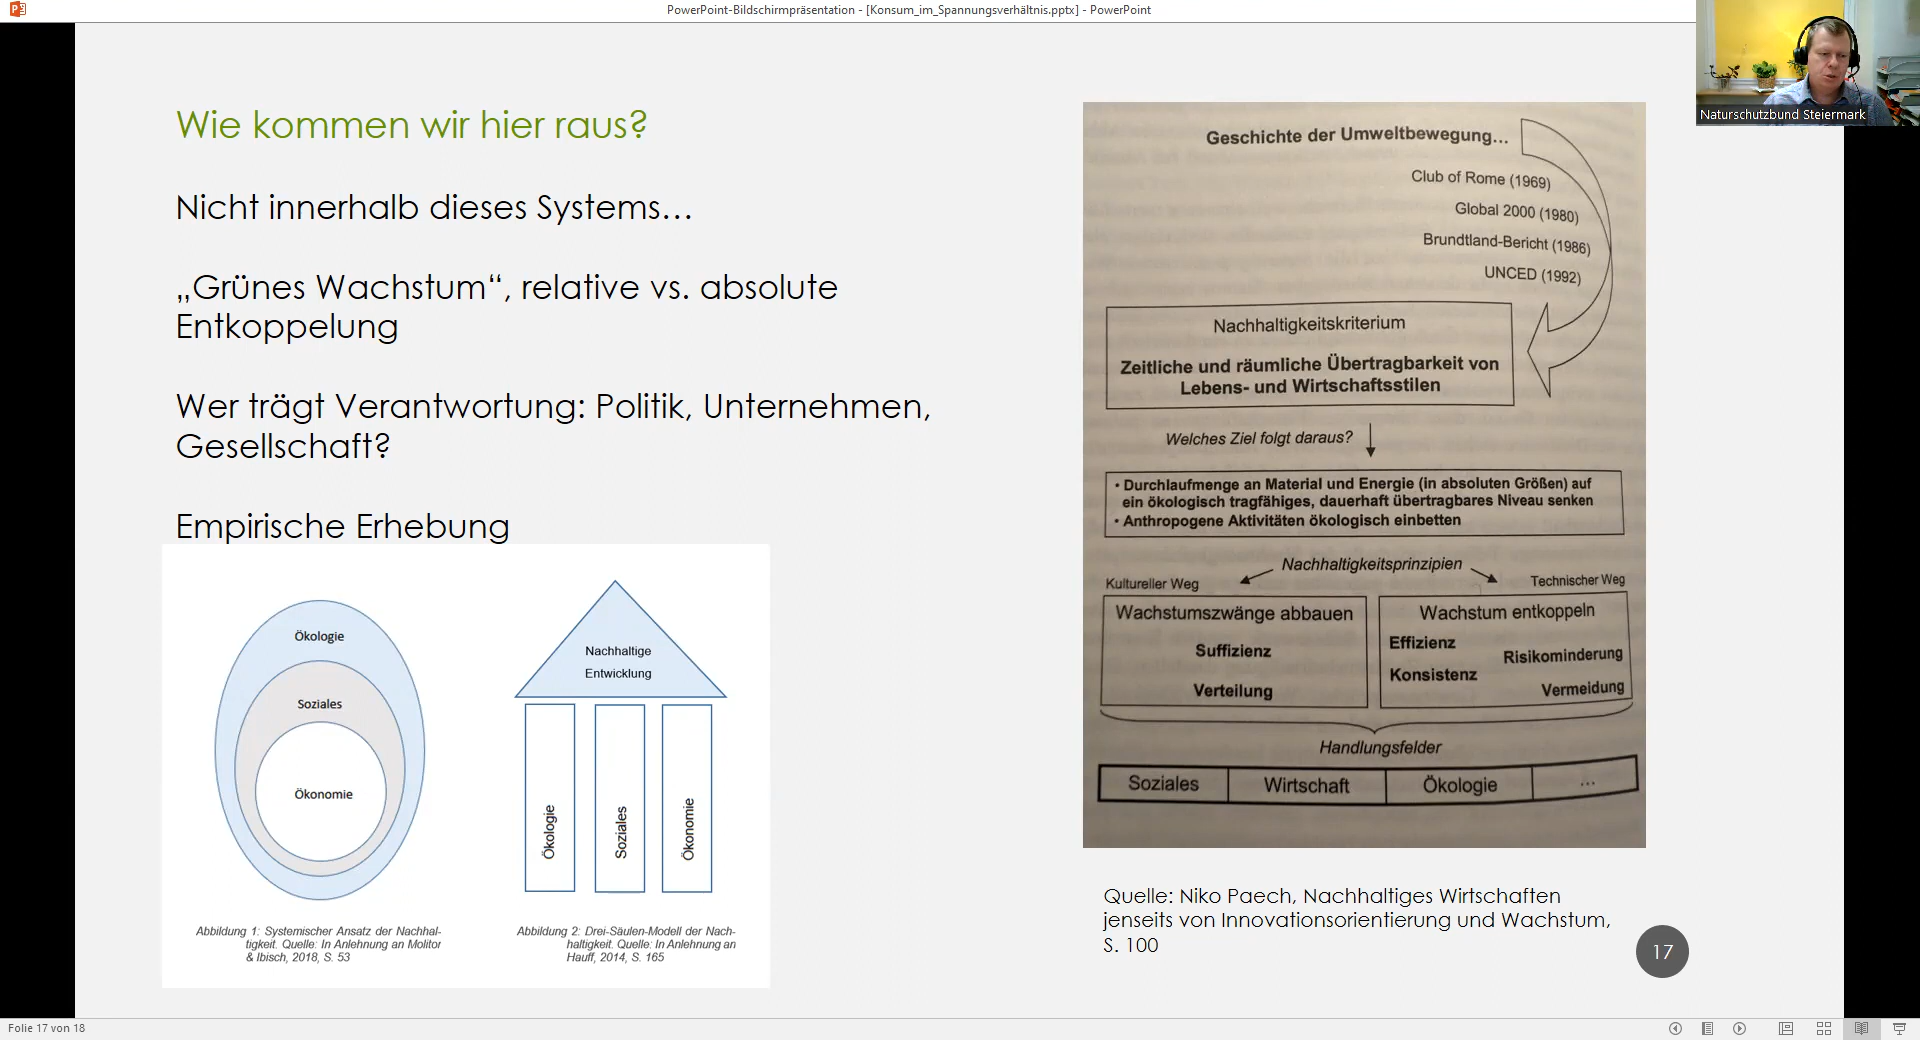 PowerPoint-Bildschirmpräsentation - [Konsum_im_Spannungsverhältnis.pptx] - PowerPoint
Naturschutzbund Steiermark
Wie kommen wir hier raus?
Nicht innerhalb dieses Systems...
„Grünes Wachstum“, relative vs. absolute
Entkoppelung
Wer trägt Verantwortung: Politik, Unternehmen,
Gesellschaft?
Empirische Erhebung
Ökologie
Soziales
Ökonomie
Abbildung 1: Systemischer Ansatz der Nachhal-
tigkeit. Quelle: In Anlehnung an Molitor
& Ibisch, 2018, S. 53
Nachhaltige
Entwicklung
Ökologie
Soziales
Ökonomie
Abbildung 2: Drei-Säulen-Modell der Nach-
haltigkeit. Quelle: In Anlehnung an
Hauff, 2014, S. 165
Geschichte der Umweltbewegung...
Club of Rome (1969)
Global 2000 (1980)
Brundtland-Bericht (1986)
UNCED (1992)
Nachhaltigkeitskriterium
Zeitliche und räumliche Übertragbarkeit von
Lebens- und Wirtschaftsstilen
Welches Ziel folgt daraus?
• Durchlaufmenge an Material und Energie (in absoluten Größen) auf
ein ökologisch tragfähiges, dauerhaft übertragbares Niveau senken
• Anthropogene Aktivitäten ökologisch einbetten
Nachhaltigkeitsprinzipien
Kultureller Weg
Technischer Weg
Wachstumszwänge abbauen
Suffizienz
Verteilung
Wachstum entkoppeln
Effizienz
Risikominderung
Konsistenz
Vermeidung
Handlungsfelder
Soziales
Wirtschaft
Ökologie
...
Quelle: Niko Paech, Nachhaltiges Wirtschaften
jenseits von Innovationsorientierung und Wachstum,
S. 100
17
Folie 17 von 18